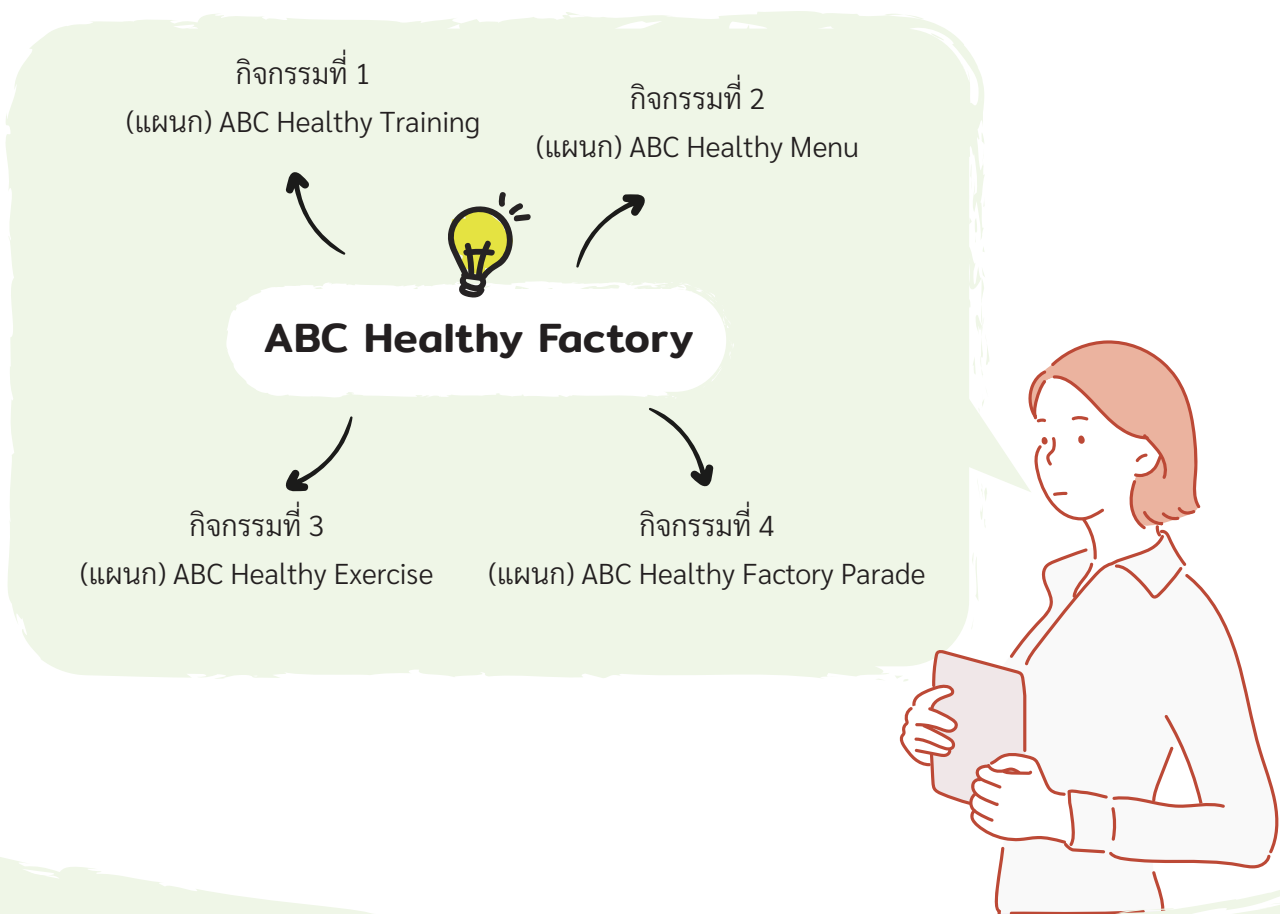 กิจกรรมที่ 1
(แผนก) ABC Healthy Training
กิจกรรมที่ 2
(แผนก) ABC Healthy Menu
ABC Healthy Factory
กิจกรรมที่ 3
(แผนก) ABC Healthy Exercise
กิจกรรมที่ 4
(แผนก) ABC Healthy Factory Parade